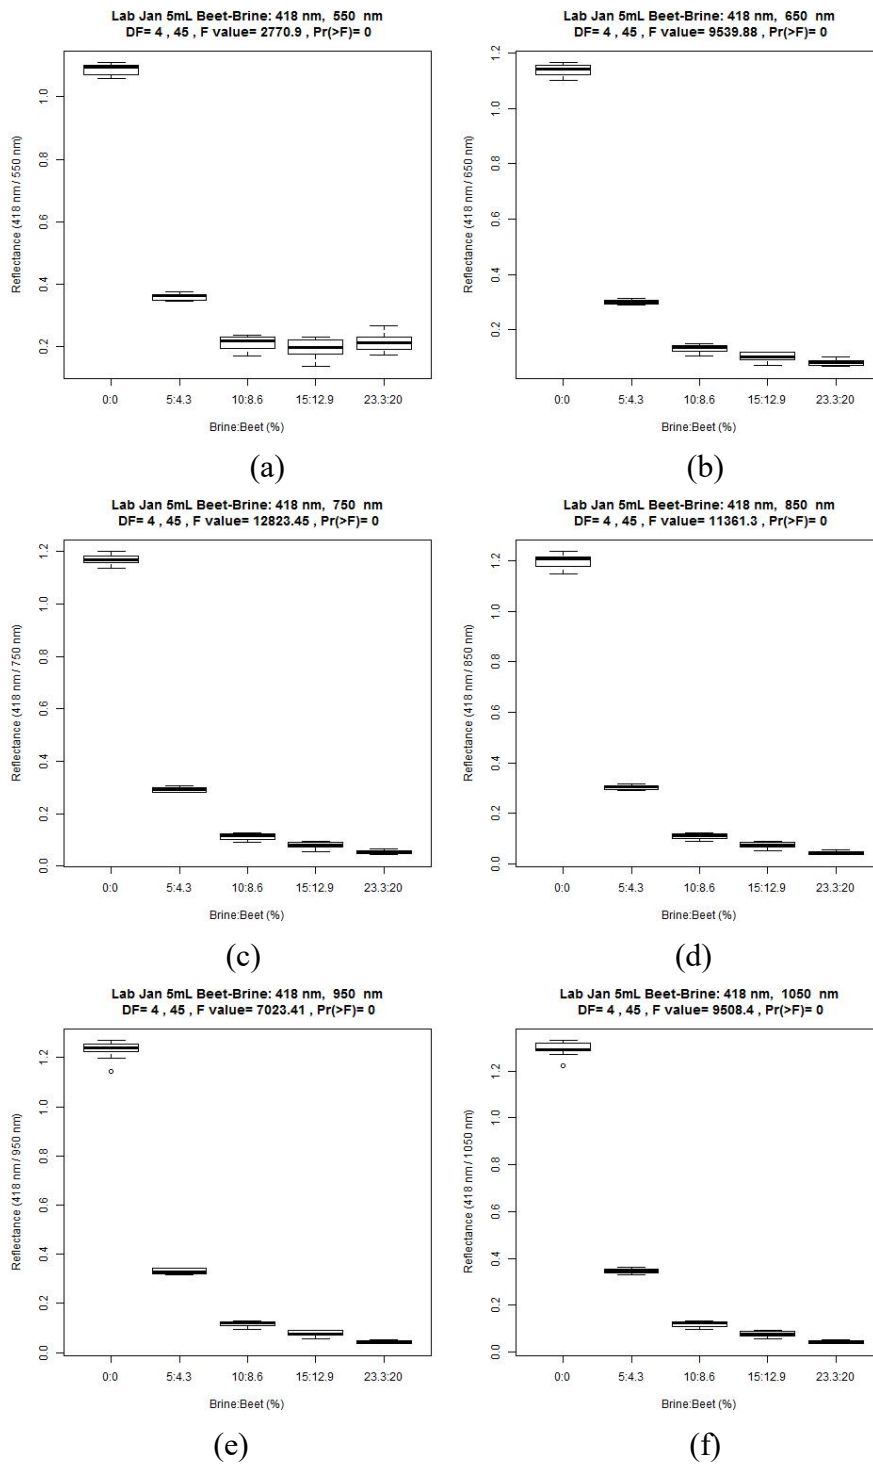 Lab Jan 5mL Beet-Brine: 418 nm,  550  nm
DF= 4 , 45 , F value= 2770.9 , Pr(>F)= 0
Reflectance (418 nm / 550 nm)
1.0
0.8
0.6
0.4
0.2
0:0 5:4.3 10:8.6 15:12.9 23.3:20
Brine:Beet (%)
(a)
Lab Jan 5mL Beet-Brine: 418 nm,  650  nm
DF= 4 , 45 , F value= 9539.88 , Pr(>F)= 0
Reflectance (418 nm / 650 nm)
1.2
1.0
0.8
0.6
0.4
0.2
0:0 5:4.3 10:8.6 15:12.9 23.3:20
Brine:Beet (%)
(b)
Lab Jan 5mL Beet-Brine: 418 nm,  750  nm
DF= 4 , 45 , F value= 12823.45 , Pr(>F)= 0
Reflectance (418 nm / 750 nm)
1.2
1.0
0.8
0.6
0.4
0.2
0.0
0:0 5:4.3 10:8.6 15:12.9 23.3:20
Brine:Beet (%)
(c)
Lab Jan 5mL Beet-Brine: 418 nm,  850  nm
DF= 4 , 45 , F value= 11361.3 , Pr(>F)= 0
Reflectance (418 nm / 850 nm)
1.2
1.0
0.8
0.6
0.4
0.2
0.0
0:0 5:4.3 10:8.6 15:12.9 23.3:20
Brine:Beet (%)
(d)
Lab Jan 5mL Beet-Brine: 418 nm,  950  nm
DF= 4 , 45 , F value= 7023.41 , Pr(>F)= 0
Reflectance (418 nm / 950 nm)
1.2
1.0
0.8
0.6
0.4
0.2
0.0
0:0 5:4.3 10:8.6 15:12.9 23.3:20
Brine:Beet (%)
(e)
Lab Jan 5mL Beet-Brine: 418 nm,  1050  nm
DF= 4 , 45 , F value= 9508.4 , Pr(>F)= 0
Reflectance (418 nm / 1050 nm)
1.2
1.0
0.8
0.6
0.4
0.2
0.0
0:0 5:4.3 10:8.6 15:12.9 23.3:20
Brine:Beet (%)
(f)